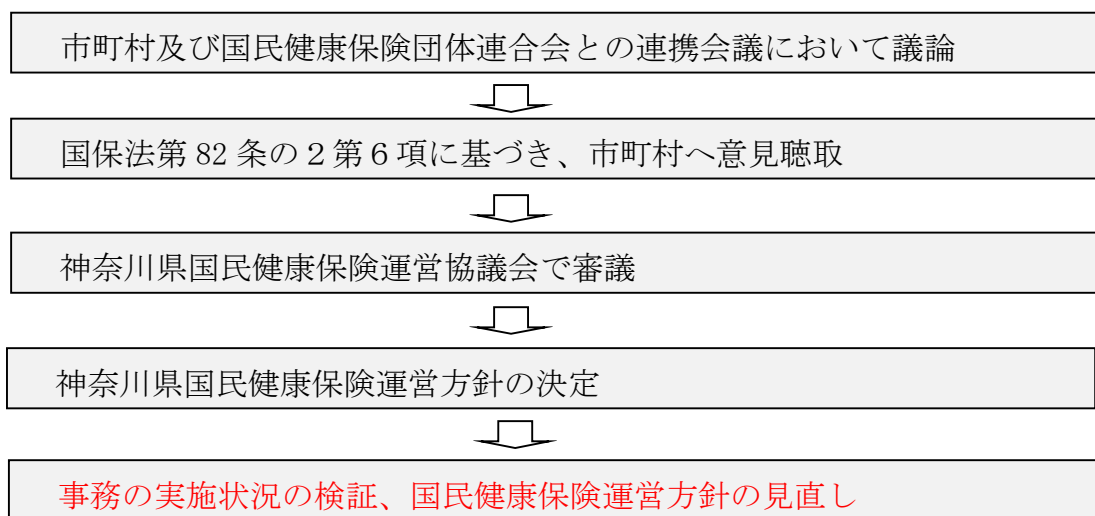 市町村及び国民健康保険団体連合会との連携会議において議論
国保法第 82 条の２第６項に基づき、市町村へ意見聴取
神奈川県国民健康保険運営協議会で審議
神奈川県国民健康保険運営方針の決定
事務の実施状況の検証、国民健康保険運営方針の見直し